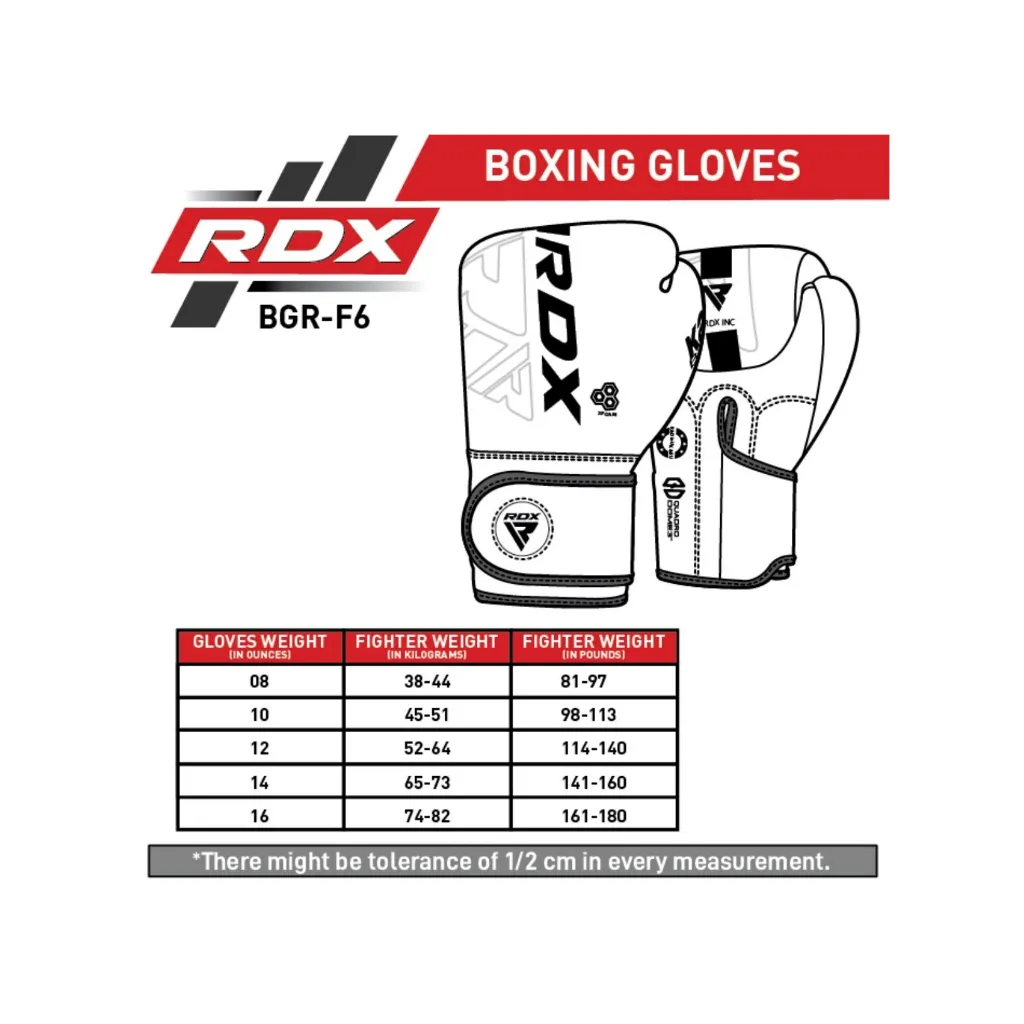 BOXING GLOVES
RDX
BGR-F6
RDX
RDX INC
QUADRO
DOME3™
RDX
GLOVES WEIGHT FIGHTER WEIGHT FIGHTER WEIGHT
(IN OUNCES) (IN KILOGRAMS) (IN POUNDS)
08 38-44 81-97
10 45-51 98-113
12 52-64 114-140
14 65-73 141-160
16 74-82 161-180
*There might be tolerance of 1/2 cm in every measurement.